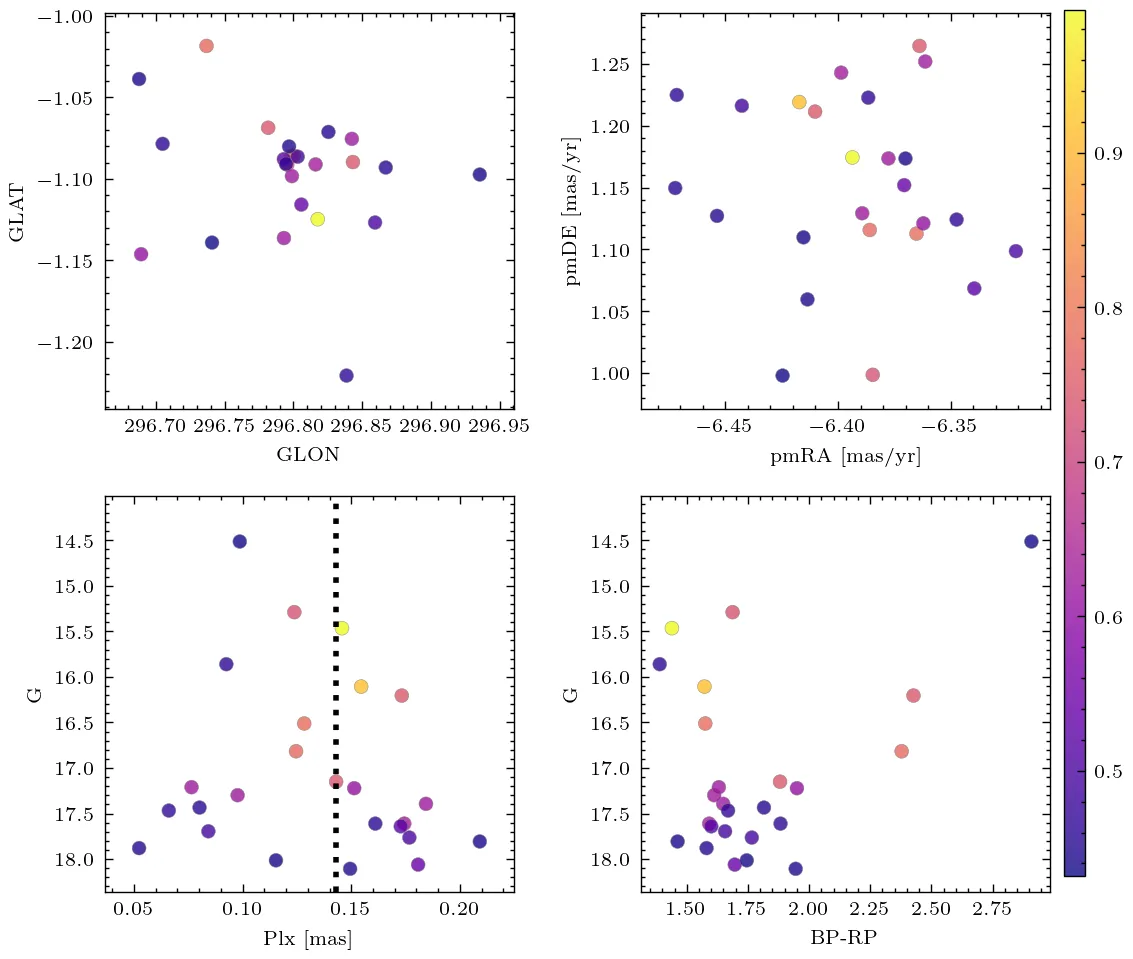 −1.00
−1.05
−1.10
−1.15
−1.20
GLAT
296.70 296.75 296.80 296.85 296.90 296.95
GLON
1.25
1.20
1.15
1.10
1.05
1.00
pmDE [mas/yr]
−6.45 −6.40 −6.35
pmRA [mas/yr]
14.5
15.0
15.5
16.0
16.5
17.0
17.5
18.0
G
0.05 0.10 0.15 0.20
Plx [mas]
14.5
15.0
15.5
16.0
16.5
17.0
17.5
18.0
G
1.50 1.75 2.00 2.25 2.50 2.75
BP-RP
0.9
0.8
0.7
0.6
0.5